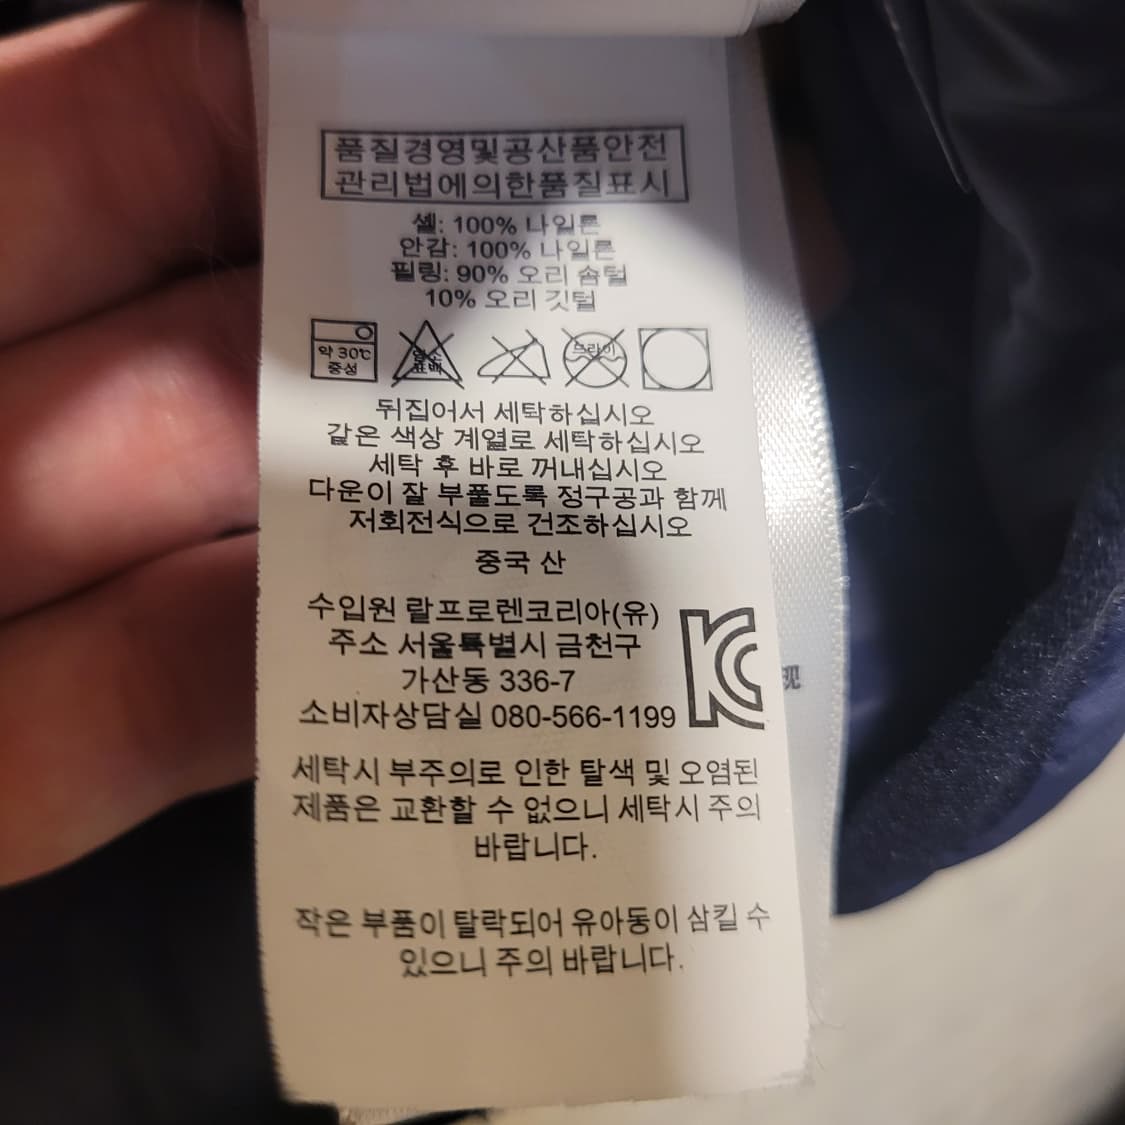 품질경영및공산품안전
관리법에의한품질표시
셸: 100% 나일론
안감: 100% 나일론
필링: 90% 오리 솜털
10% 오리 깃털
약 30℃
중성
염소
표백
드라이
뒤집어서 세탁하십시오
같은 색상 계열로 세탁하십시오
세탁 후 바로 꺼내십시오
다운이 잘 부풀도록 정구공과 함께
저회전식으로 건조하십시오
중국 산
수입원 랄프로렌코리아(유)
주소 서울특별시 금천구
가산동 336-7
소비자상담실 080-566-1199
세탁시 부주의로 인한 탈색 및 오염된
제품은 교환할 수 없으니 세탁시 주의
바랍니다.
작은 부품이 탈락되어 유아동이 삼킬 수
있으니 주의 바랍니다.